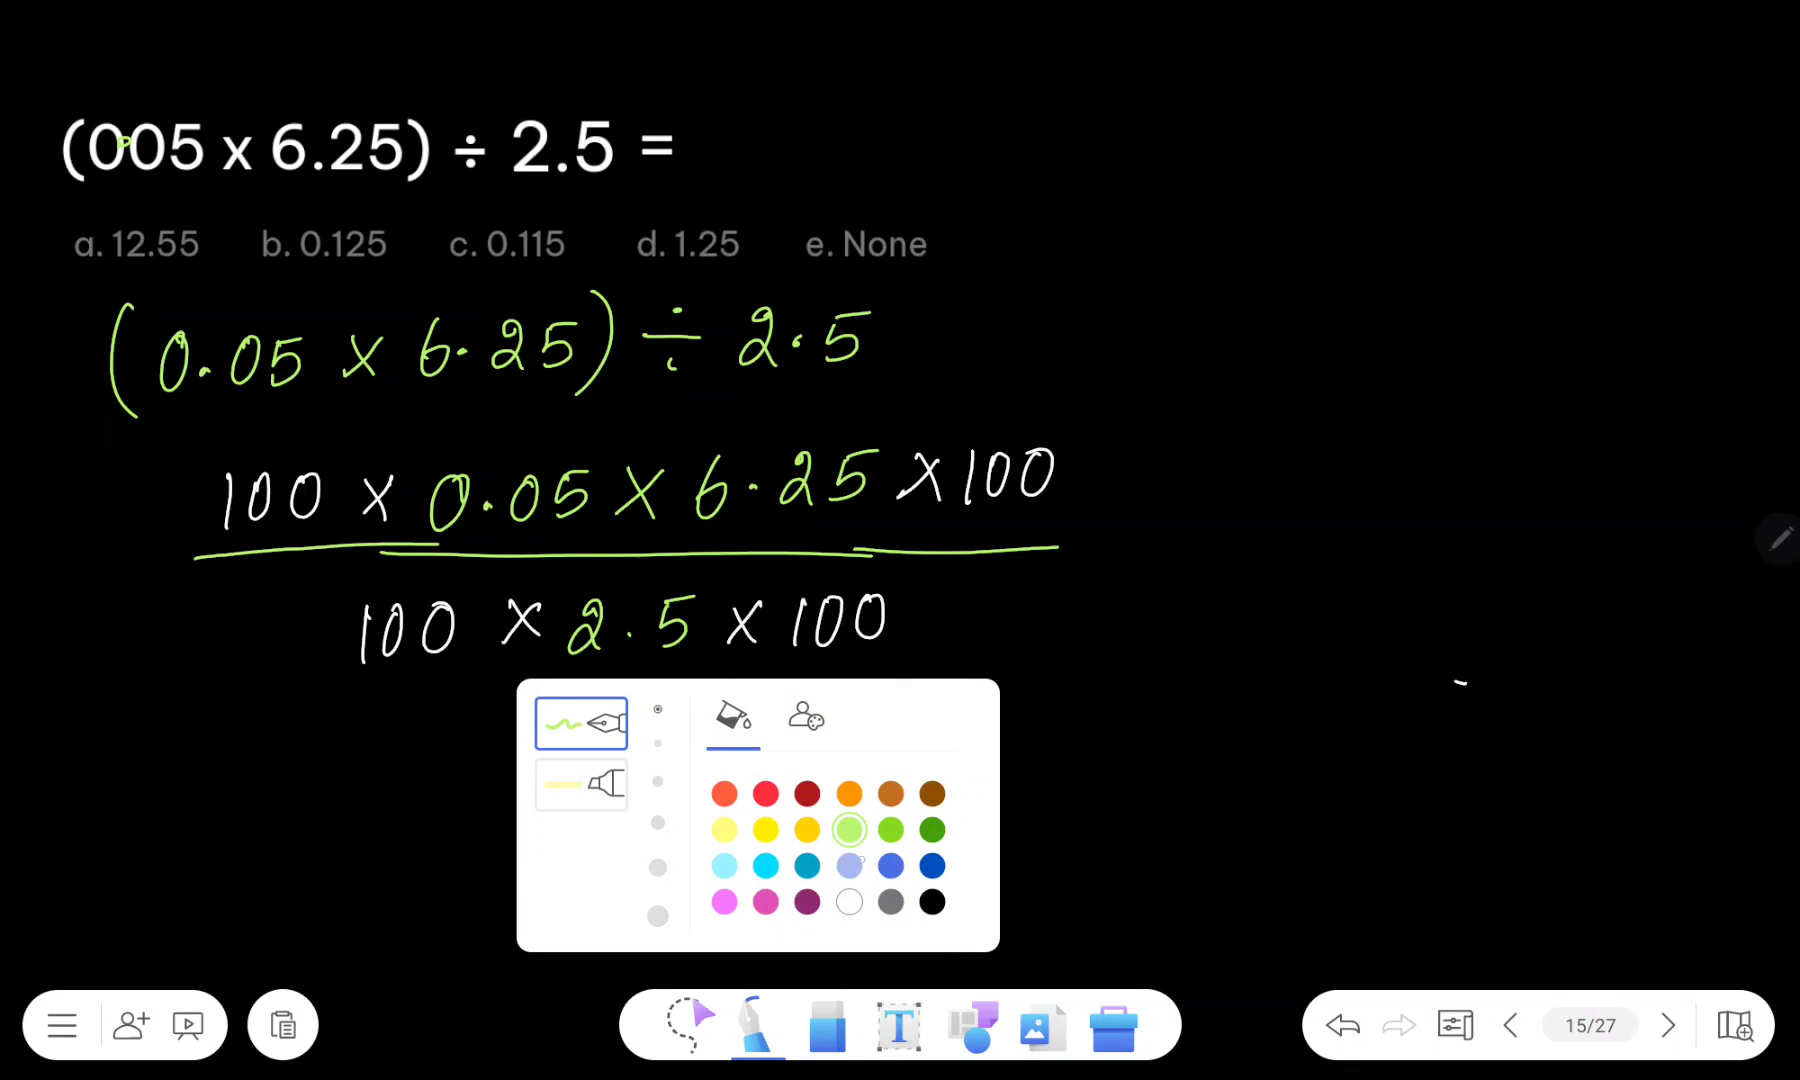 (005 x 6.25) ÷ 2.5 =
a. 12.55 b. 0.125 c. 0.115 d. 1.25 e. None
(0.05 × 6.25) ÷ 2.5
100 × 0.05 × 6.25 × 100
100 × 2.5 × 100
T
15/27